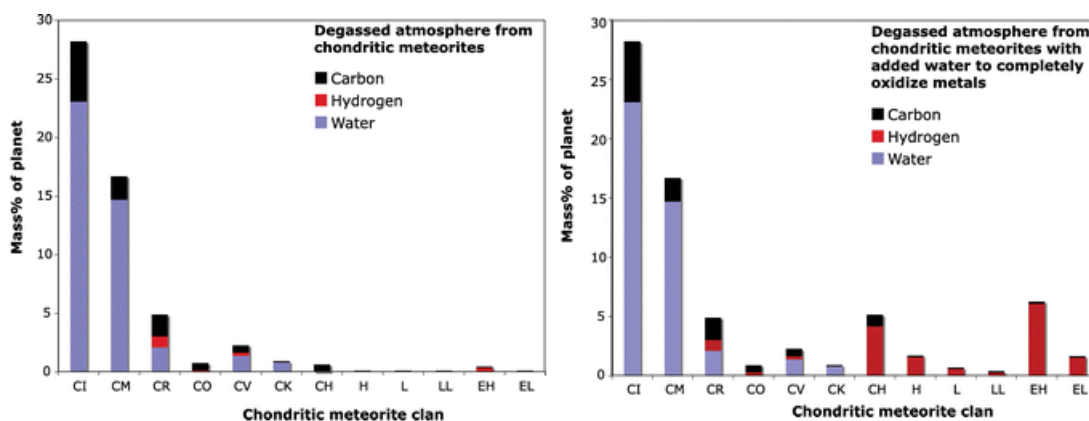 30
25
20
15
10
5
0
Mass% of planet
Degassed atmosphere from
chondritic meteorites
Carbon
Hydrogen
Water
CI CM CR CO CV CK CH H L LL EH EL
Chondritic meteorite clan
30
25
20
15
10
5
0
Mass% of planet
Degassed atmosphere from
chondritic meteorites with
added water to completely
oxidize metals
Carbon
Hydrogen
Water
CI CM CR CO CV CK CH H L LL EH EL
Chondritic meteorite clan